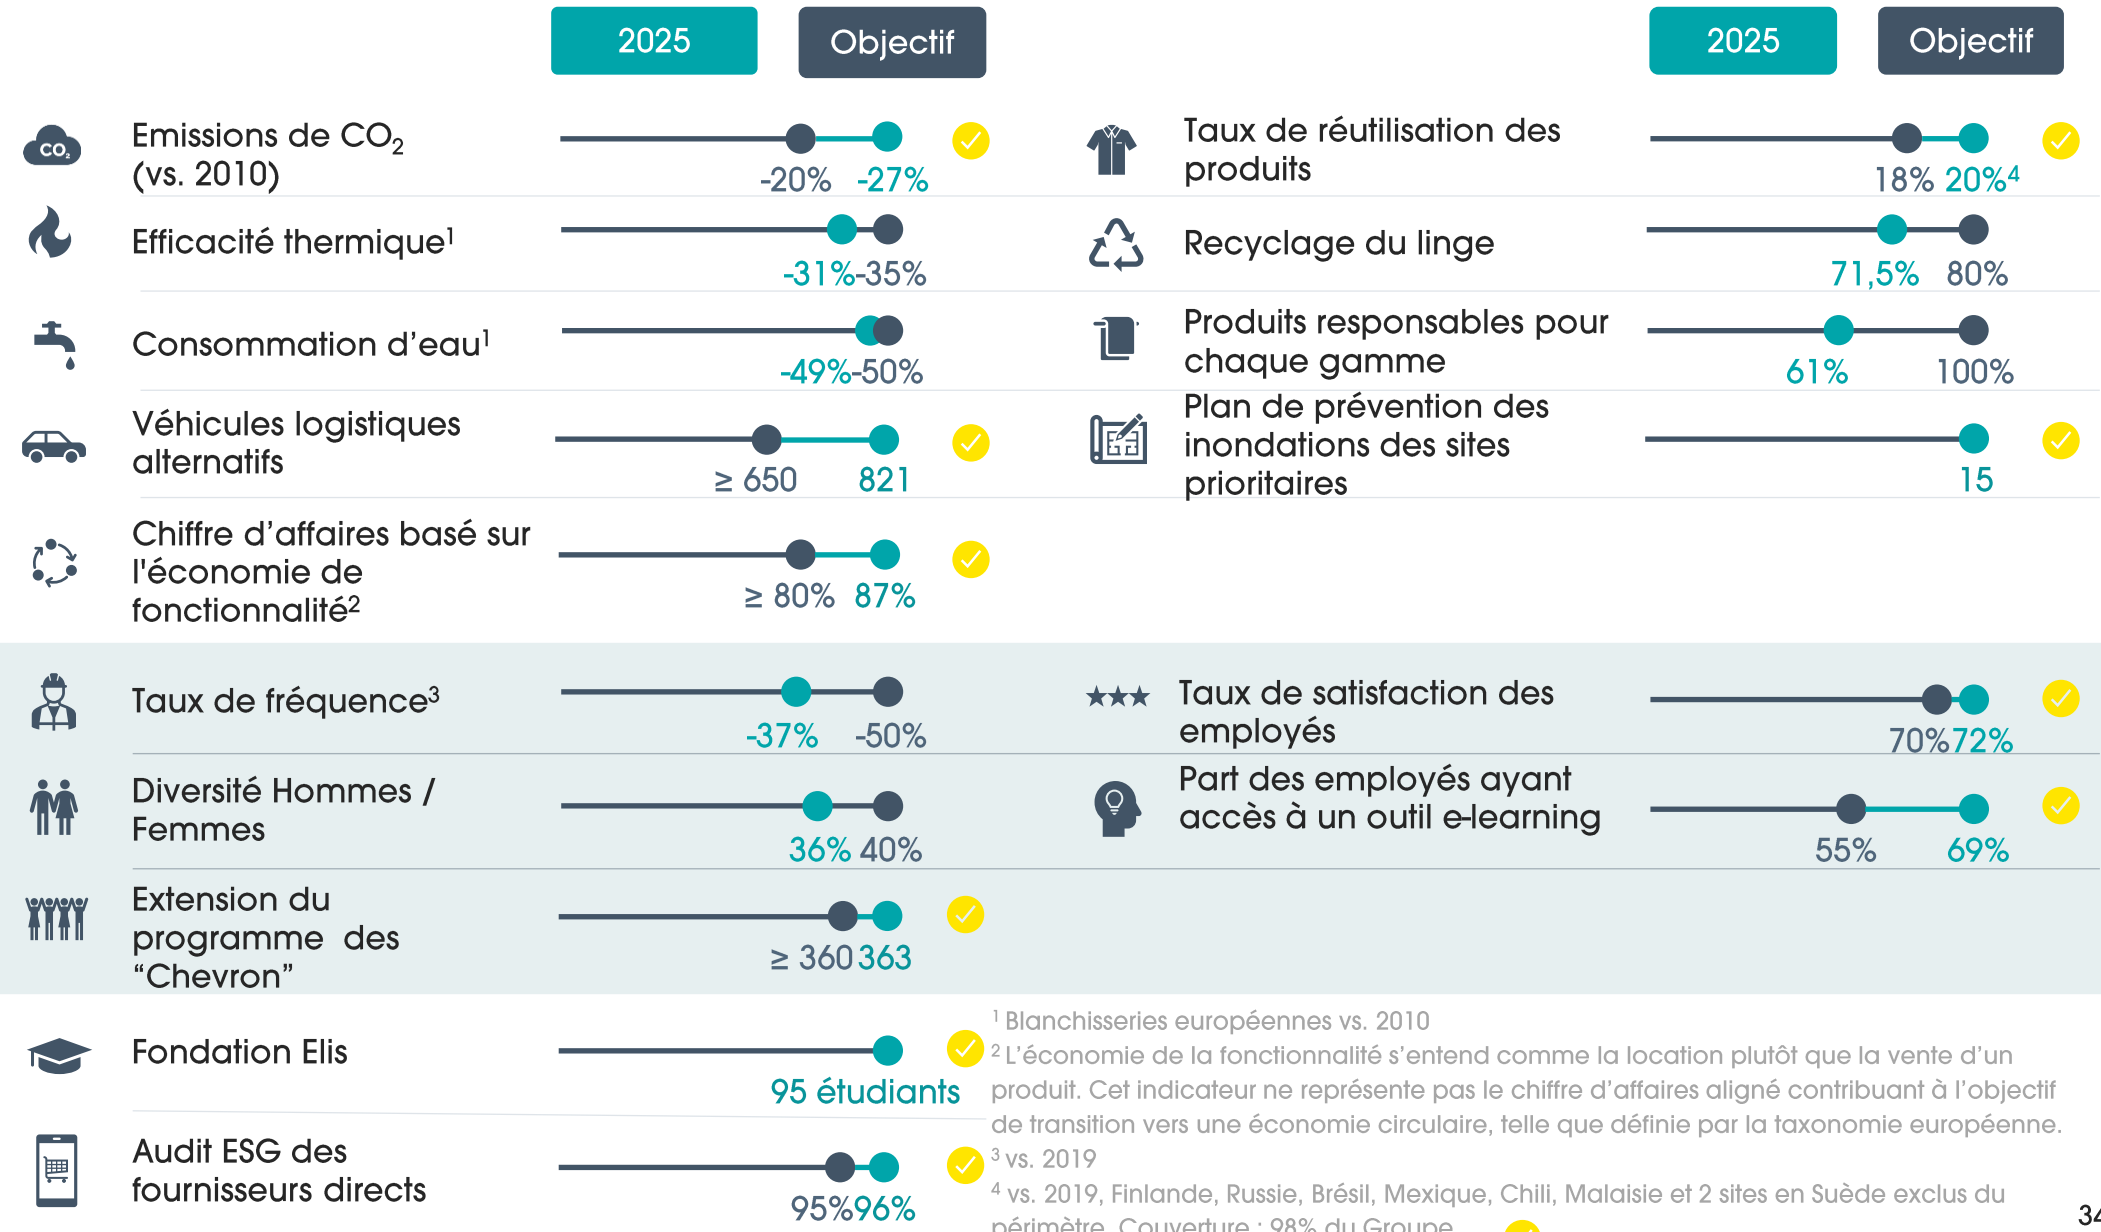 2025
Objectif
2025
Objectif
CO₂
Emissions de CO₂
(vs. 2010)
-20% -27%
Efficacité thermique¹
-31%-35%
Consommation d’eau¹
-49%-50%
Véhicules logistiques
alternatifs
≥ 650 821
Chiffre d’affaires basé sur
l'économie de
fonctionnalité²
≥ 80% 87%
Taux de réutilisation des
produits
18% 20%⁴
Recyclage du linge
71,5% 80%
Produits responsables pour
chaque gamme
61% 100%
Plan de prévention des
inondations des sites
prioritaires
15
Taux de fréquence³
-37% -50%
Diversité Hommes /
Femmes
36% 40%
Extension du
programme des
“Chevron”
≥ 360 363
Taux de satisfaction des
employés
70% 72%
Part des employés ayant
accès à un outil e-learning
55% 69%
Fondation Elis
95 étudiants
Audit ESG des
fournisseurs directs
95% 96%
¹ Blanchisseries européennes vs. 2010
² L’économie de la fonctionnalité s’entend comme la location plutôt que la vente d’un
produit. Cet indicateur ne représente pas le chiffre d’affaires aligné contribuant à l’objectif
de transition vers une économie circulaire, telle que définie par la taxonomie européenne.
³ vs. 2019
⁴ vs. 2019, Finlande, Russie, Brésil, Mexique, Chili, Malaisie et 2 sites en Suède exclus du
périmètre. Couverture : 98% du Groupe
34